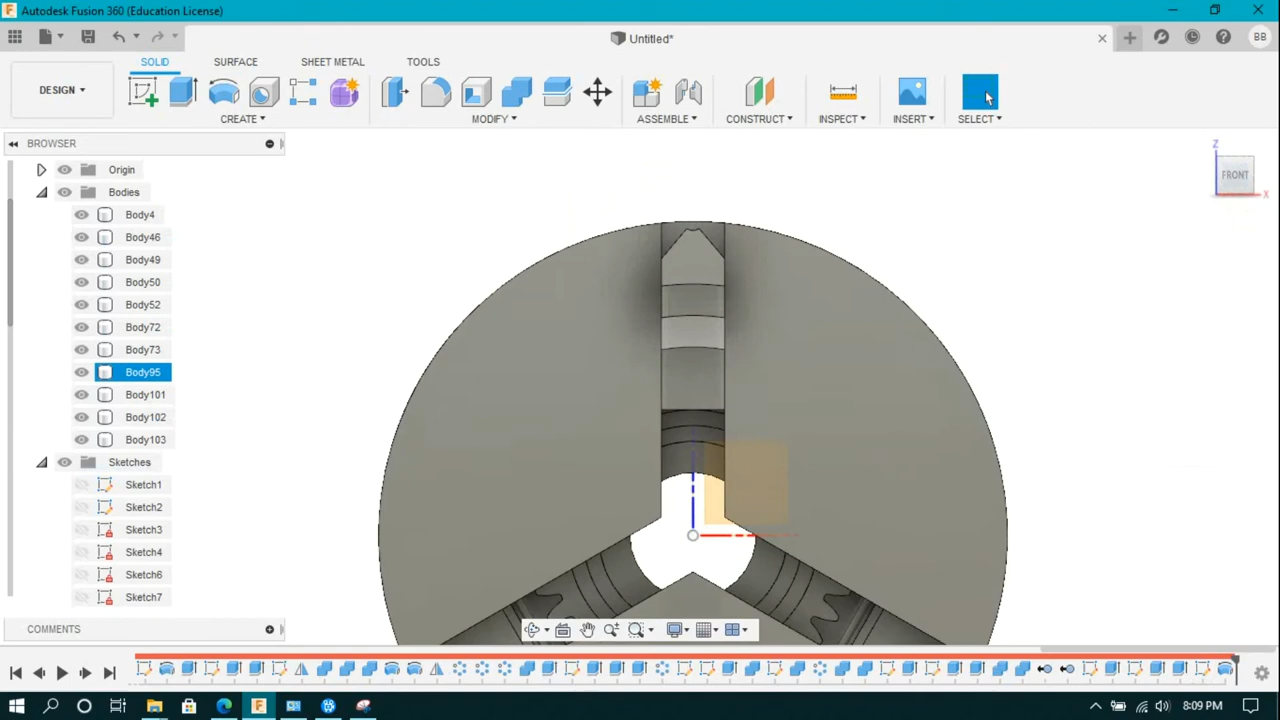 Autodesk Fusion 360 (Education License)
Untitled*
BB
DESIGN
SOLID
SURFACE
SHEET METAL
TOOLS
CREATE
MODIFY
ASSEMBLE
CONSTRUCT
INSPECT
INSERT
SELECT
BROWSER
Origin
Bodies
Body4
Body46
Body49
Body50
Body52
Body72
Body73
Body95
Body101
Body102
Body103
Sketches
Sketch1
Sketch2
Sketch3
Sketch4
Sketch6
Sketch7
COMMENTS
Z
FRONT
X
8:09 PM